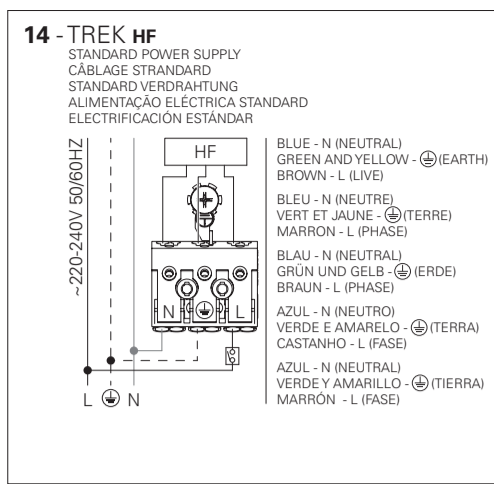 14 - TREK HF
STANDARD POWER SUPPLY
CÂBLAGE STRANDARD
STANDARD VERDRAHTUNG
ALIMENTAÇÃO ELÉCTRICA STANDARD
ELECTRIFICACIÓN ESTÁNDAR
~220-240V 50/60HZ
HF
N L
L N
BLUE - N (NEUTRAL)
GREEN AND YELLOW - ⏚ (EARTH)
BROWN - L (LIVE)
BLEU - N (NEUTRE)
VERT ET JAUNE - ⏚ (TERRE)
MARRON - L (PHASE)
BLAU - N (NEUTRAL)
GRÜN UND GELB - ⏚ (ERDE)
BRAUN - L (PHASE)
AZUL - N (NEUTRO)
VERDE E AMARELO - ⏚ (TERRA)
CASTANHO - L (FASE)
AZUL - N (NEUTRAL)
VERDE Y AMARILLO - ⏚ (TIERRA)
MARRÓN - L (FASE)